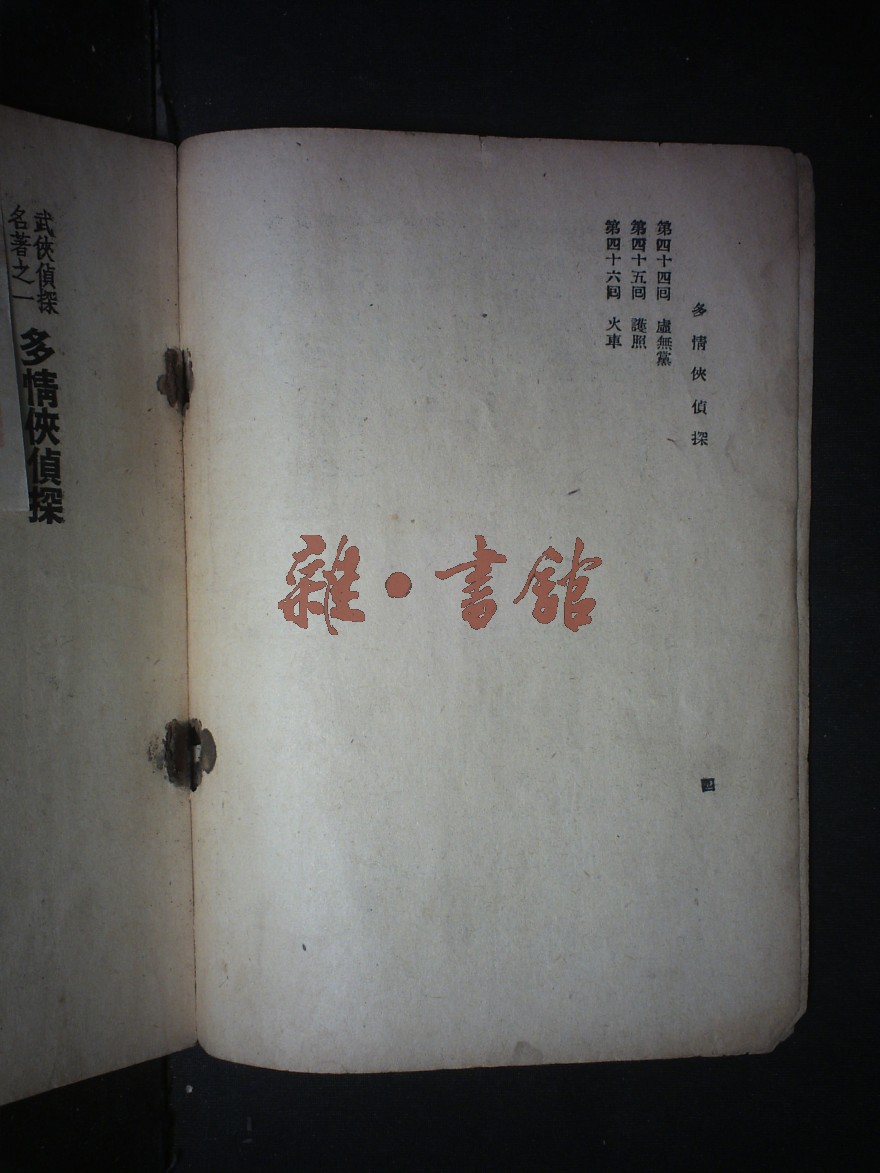 多情俠偵探
第四十四回 虛無黨
第四十五回 護照
第四十六回 火車
四
武俠偵探
名著之一
多情俠偵探
雜·書館